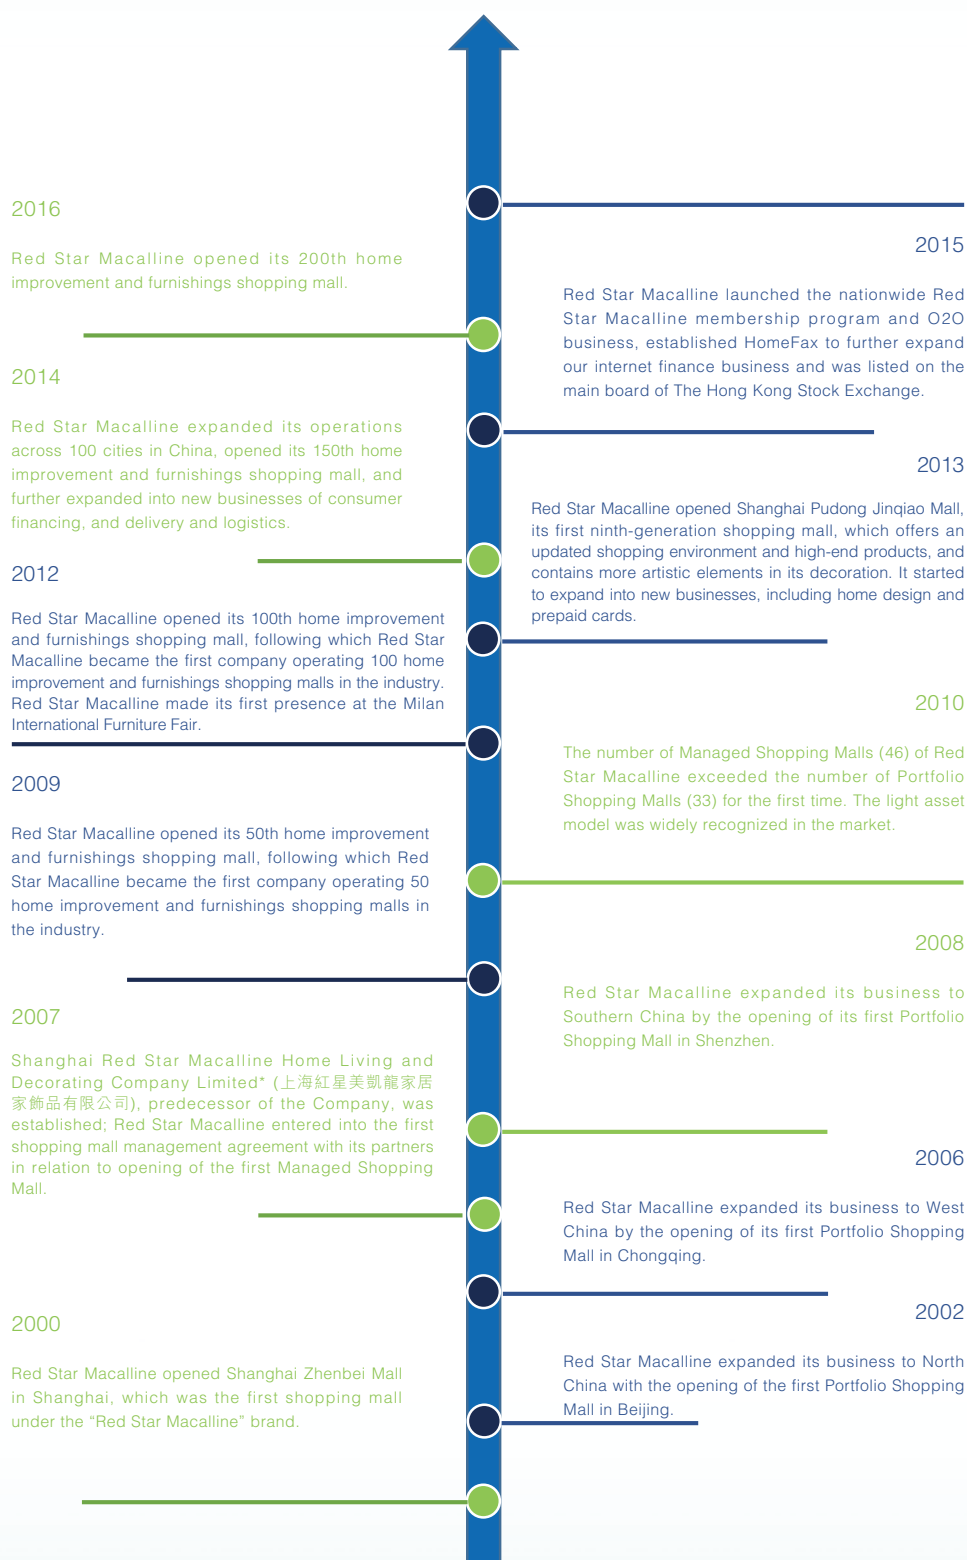 2016
Red Star Macalline opened its 200th home
improvement and furnishings shopping mall.
2015
Red Star Macalline launched the nationwide Red
Star Macalline membership program and O2O
business, established HomeFax to further expand
our internet finance business and was listed on the
main board of The Hong Kong Stock Exchange.
2014
Red Star Macalline expanded its operations
across 100 cities in China, opened its 150th home
improvement and furnishings shopping mall, and
further expanded into new businesses of consumer
financing, and delivery and logistics.
2013
Red Star Macalline opened Shanghai Pudong Jinqiao Mall,
its first ninth-generation shopping mall, which offers an
updated shopping environment and high-end products, and
contains more artistic elements in its decoration. It started
to expand into new businesses, including home design and
prepaid cards.
2012
Red Star Macalline opened its 100th home improvement
and furnishings shopping mall, following which Red Star
Macalline became the first company operating 100 home
improvement and furnishings shopping malls in the industry.
Red Star Macalline made its first presence at the Milan
International Furniture Fair.
2010
The number of Managed Shopping Malls (46) of Red
Star Macalline exceeded the number of Portfolio
Shopping Malls (33) for the first time. The light asset
model was widely recognized in the market.
2009
Red Star Macalline opened its 50th home improvement
and furnishings shopping mall, following which Red
Star Macalline became the first company operating 50
home improvement and furnishings shopping malls in
the industry.
2008
Red Star Macalline expanded its business to
Southern China by the opening of its first Portfolio
Shopping Mall in Shenzhen.
2007
Shanghai Red Star Macalline Home Living and
Decorating Company Limited* (上海紅星美凱龍家居
家飾品有限公司), predecessor of the Company, was
established; Red Star Macalline entered into the first
shopping mall management agreement with its partners
in relation to opening of the first Managed Shopping
Mall.
2006
Red Star Macalline expanded its business to West
China by the opening of its first Portfolio Shopping
Mall in Chongqing.
2002
Red Star Macalline expanded its business to North
China with the opening of the first Portfolio Shopping
Mall in Beijing.
2000
Red Star Macalline opened Shanghai Zhenbei Mall
in Shanghai, which was the first shopping mall
under the “Red Star Macalline” brand.